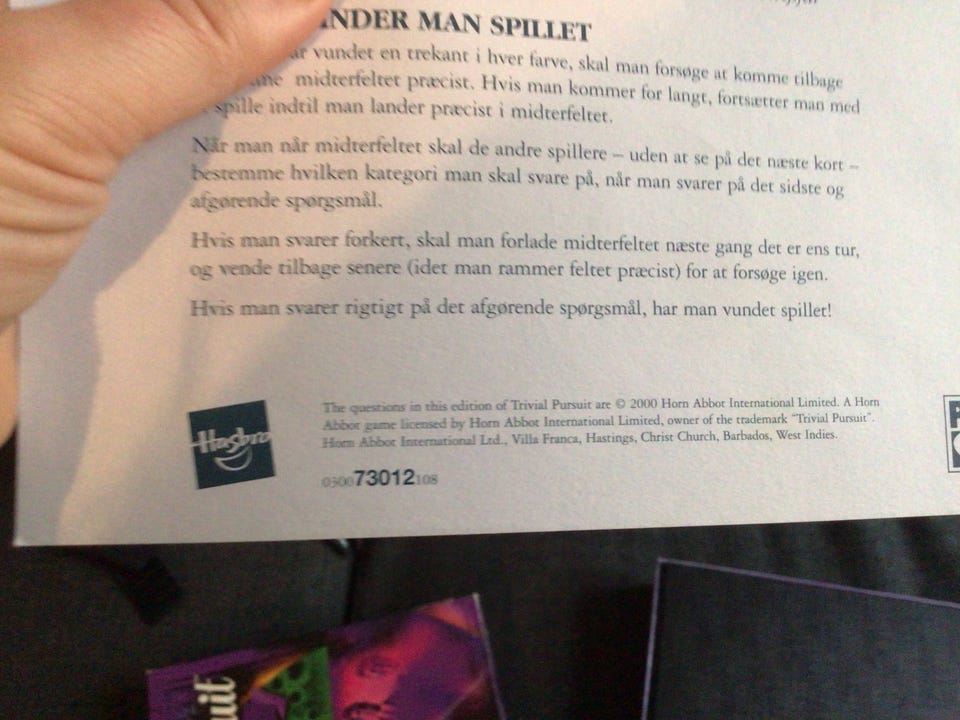 INDER MAN SPILLET
vundet en trekant i hver farve, skal man forsøge at komme tilbage
midterfeltet præcist. Hvis man kommer for langt, fortsætter man med
spille indtil man lander præcist i midterfeltet.
Når man når midterfeltet skal de andre spillere – uden at se på det næste kort –
bestemme hvilken kategori man skal svare på, når man svarer på det sidste og
afgørende spørgsmål.
Hvis man svarer forkert, skal man forlade midterfeltet næste gang det er ens tur,
og vende tilbage senere (idet man rammer feltet præcist) for at forsøge igen.
Hvis man svarer rigtigt på det afgørende spørgsmål, har man vundet spillet!
Hasbro
The questions in this edition of Trivial Pursuit are © 2000 Horn Abbot International Limited. A Horn
Abbot game licensed by Horn Abbot International Limited, owner of the trademark "Trivial Pursuit".
Horn Abbot International Ltd., Villa Franca, Hastings, Christ Church, Barbados, West Indies.
030073012108
uit